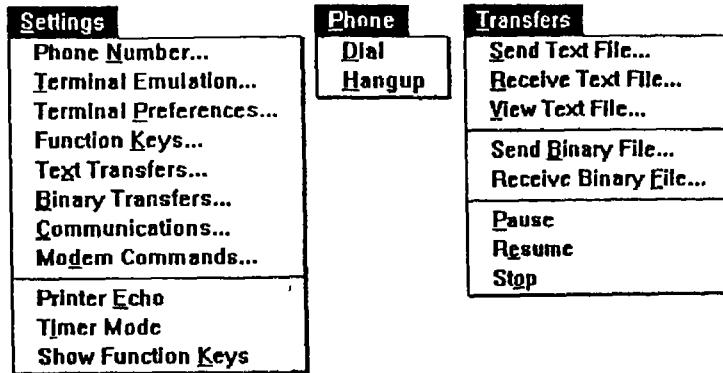 Settings
Phone Number...
Terminal Emulation...
Terminal Preferences...
Function Keys...
Text Transfers...
Binary Transfers...
Communications...
Modem Commands...
Printer Echo
Timer Mode
Show Function Keys
Phone
Dial
Hangup
Transfers
Send Text File...
Receive Text File...
View Text File...
Send Binary File...
Receive Binary File...
Pause
Resume
Stop